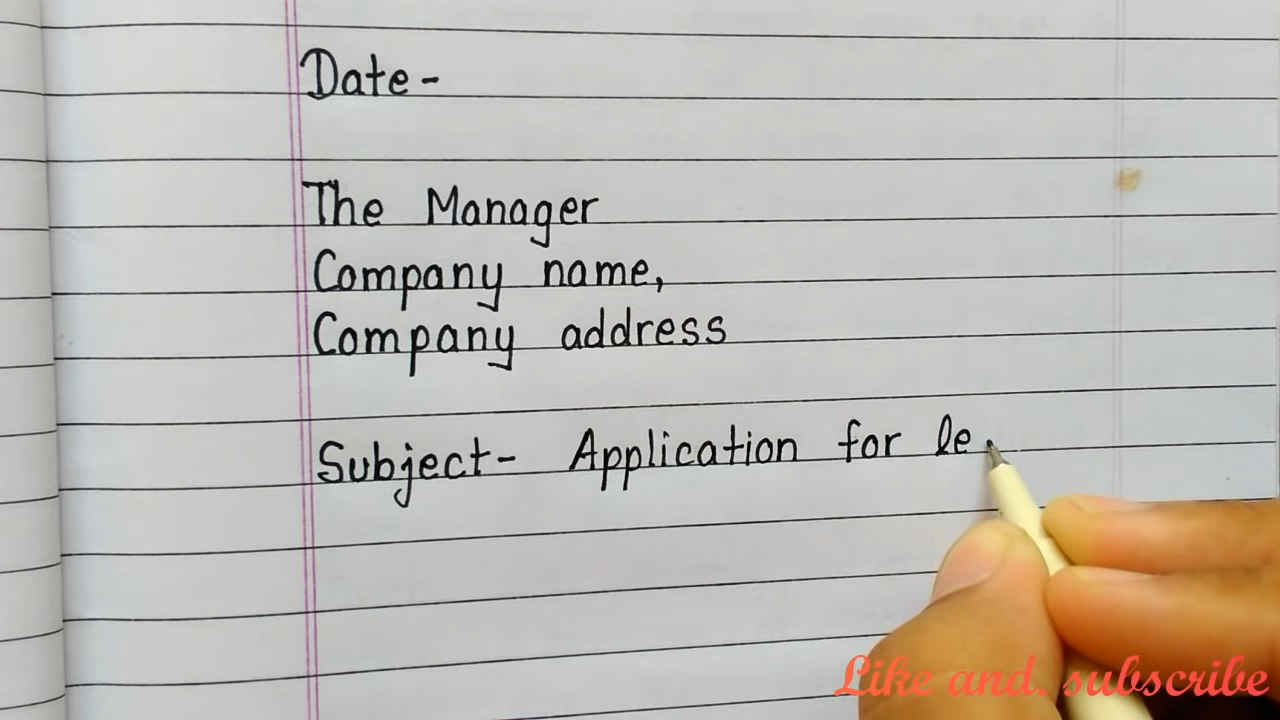 Date -
The Manager
Company name,
Company address
Subject- Application for le
Like and. subscribe